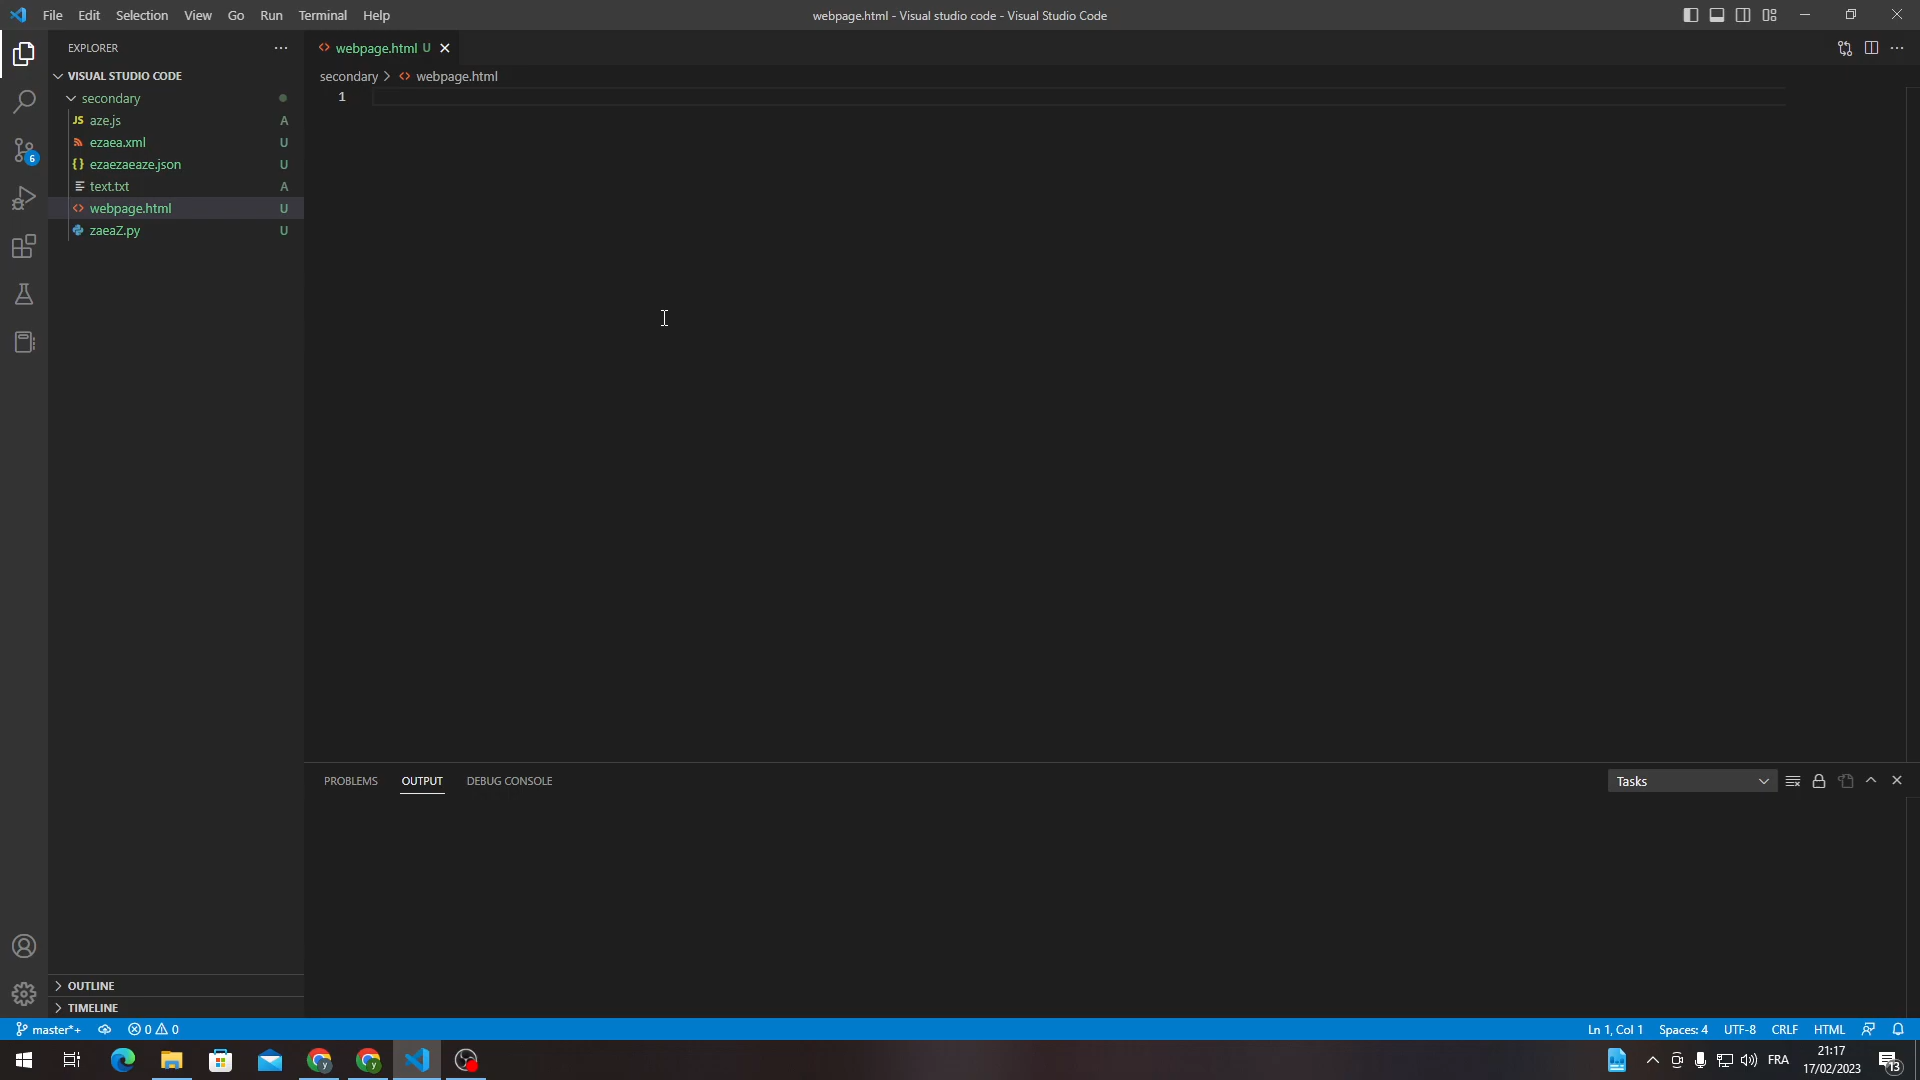 File Edit Selection View Go Run Terminal Help
webpage.html - Visual studio code - Visual Studio Code
EXPLORER
VISUAL STUDIO CODE
secondary
JS aze.js A
ezaea.xml U
{} ezaezaeaze.json U
text.txt A
<> webpage.html U
zaeaZ.py U
OUTLINE
TIMELINE
<> webpage.html U
secondary > <> webpage.html
1
PROBLEMS OUTPUT DEBUG CONSOLE
Tasks
6
master*+ 0 0
Ln 1, Col 1 Spaces: 4 UTF-8 CRLF HTML
y y
FRA
21:17
17/02/2023
13